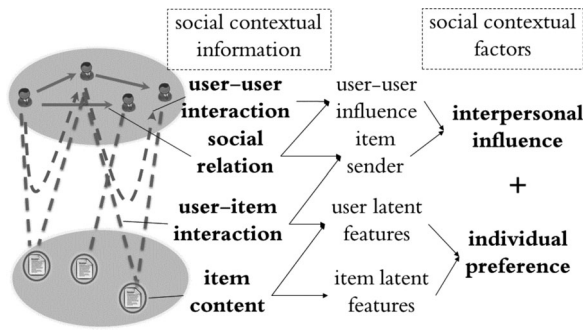 social contextual
information
social contextual
factors
user–user
interaction
social
relation
user–item
interaction
item
content
user–user
influence
item
sender
user latent
features
item latent
features
interpersonal
influence
+
individual
preference